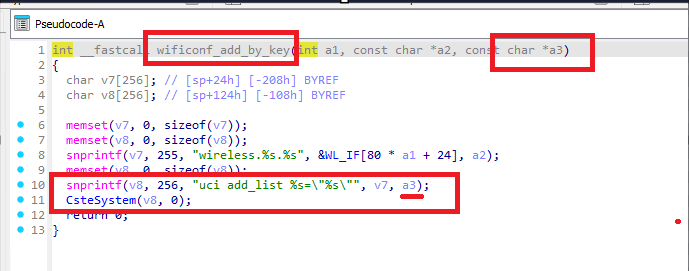 Pseudocode-A
1 int __fastcall wificonf_add_by_key(int a1, const char *a2, const char *a3)
2 {
3 char v7[256]; // [sp+24h] [-208h] BYREF
4 char v8[256]; // [sp+124h] [-108h] BYREF
5
6 memset(v7, 0, sizeof(v7));
7 memset(v8, 0, sizeof(v8));
8 snprintf(v7, 255, "wireless.%s.%s", &WL_IF[80 * a1 + 24], a2);
9 memset(v8, 0, sizeof(v8));
10 snprintf(v8, 256, "uci add_list %s=\"%s\"", v7, a3);
11 CsteSystem(v8, 0);
12 return 0;
13 }